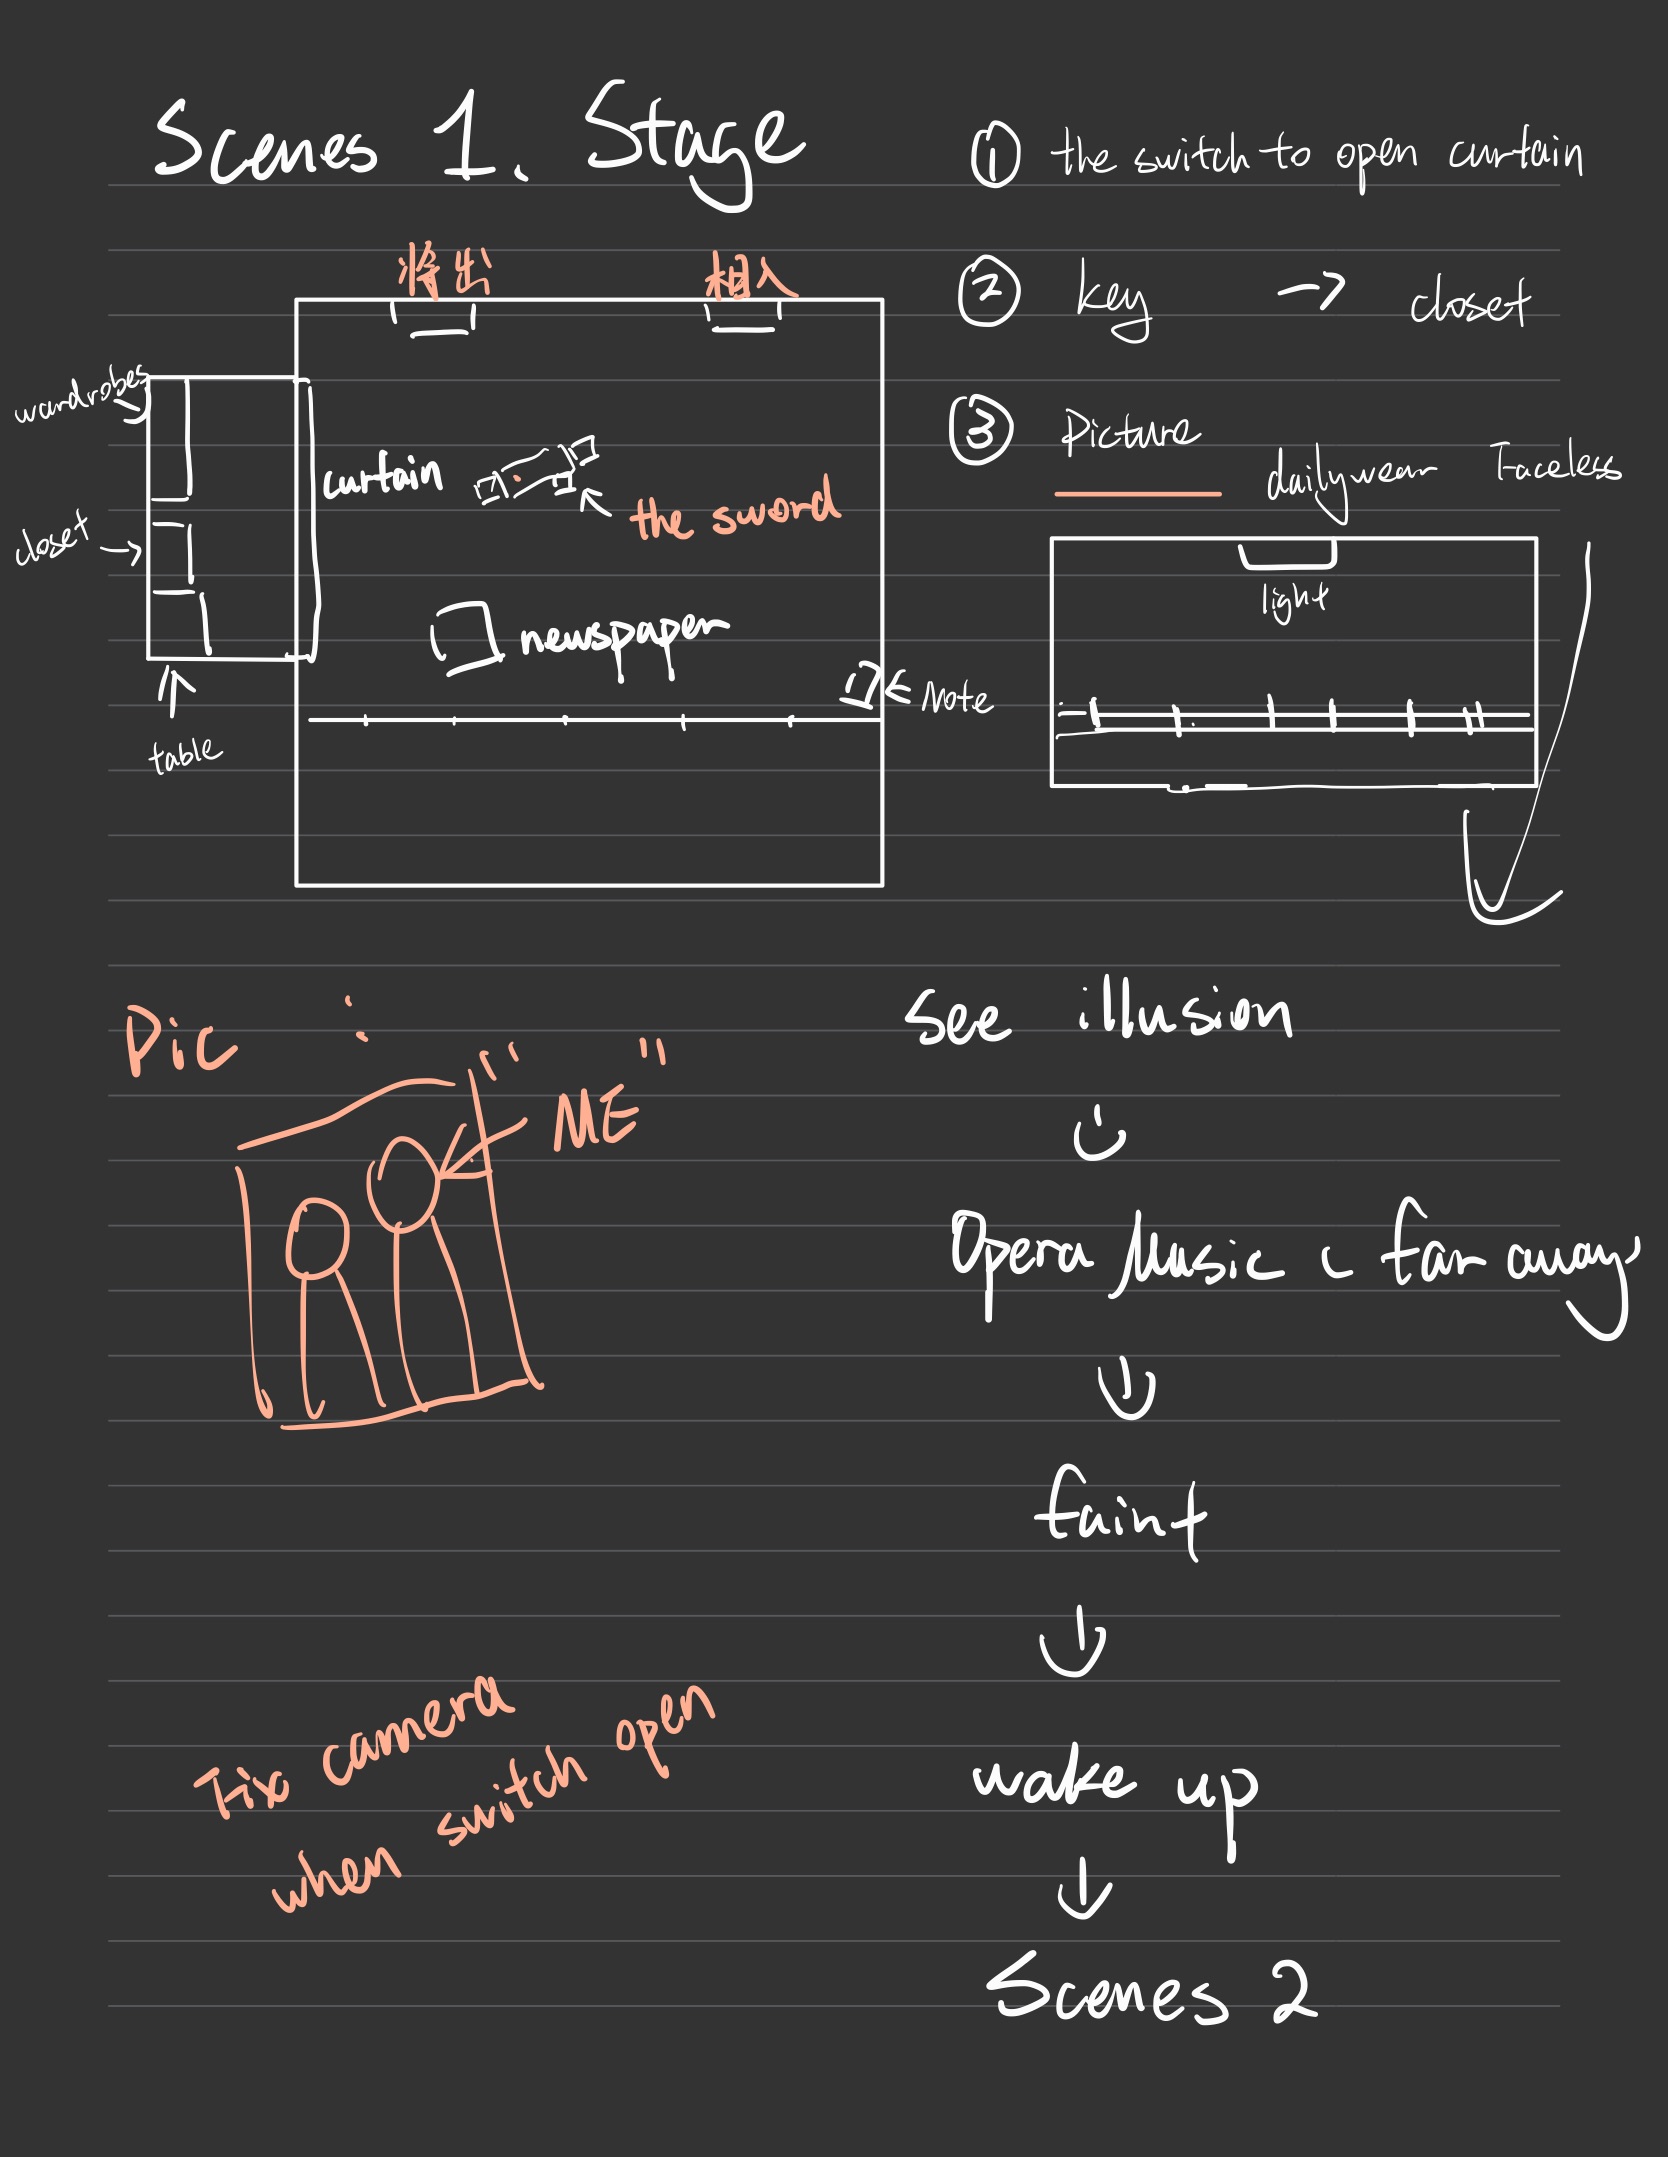 Scenes 1. Stage
① the switch to open curtain
② key → closet
③ Picture
dailywear Faceless
将出
相入
wardrobes
curtain
the sword
closet
light
newspaper
Note
table
Pic :
"ME"
see illusion
Opera Music ( far away)
faint
wake up
Scenes 2
Fix camera
when switch open